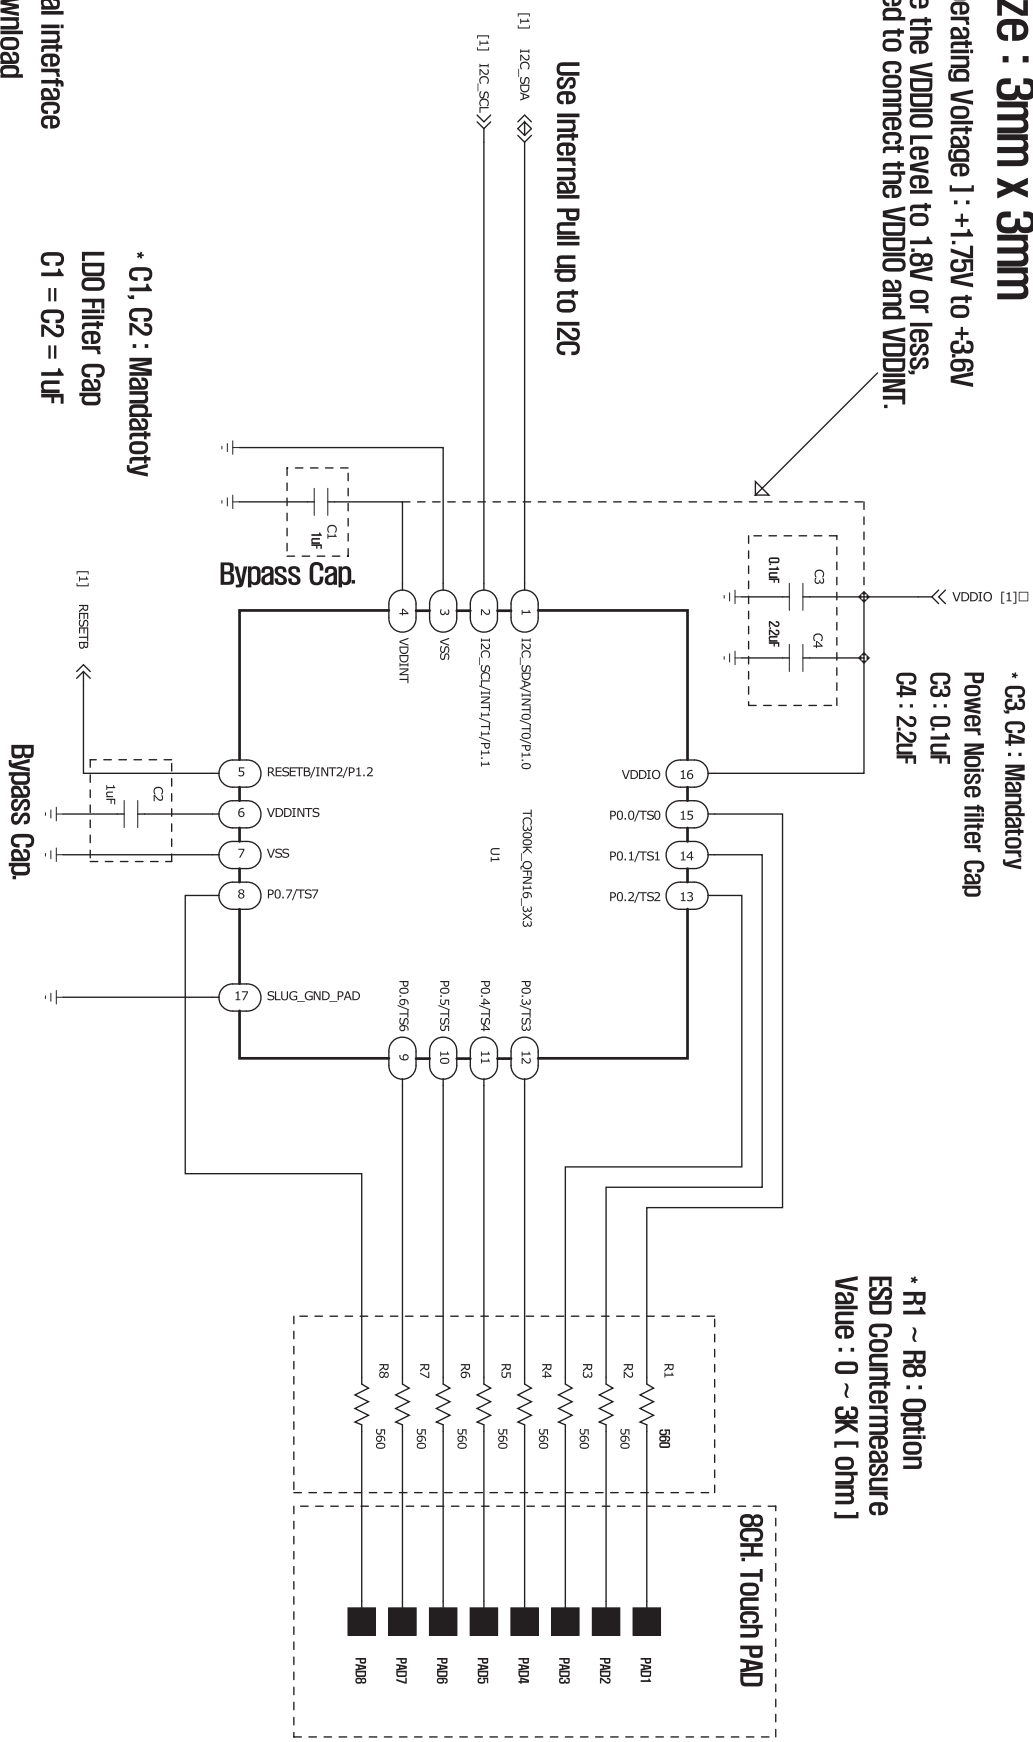 ze : 3mm x 3mm
erating Voltage ] : +1.75V to +3.6V
e the VDDIO Level to 1.8V or less,
ed to connect the VDDIO and VDDINT.
VDDIO [1]
* C3, C4 : Mandatory
Power Noise filter Cap
C3 : 0.1uF
C4 : 2.2uF
C3
0.1uF
C4
2.2uF
* R1 ~ R8 : Option
ESD Countermeasure
Value : 0 ~ 3K [ ohm ]
8CH. Touch PAD
Use Internal Pull up to I2C
[1] I2C_SDA
[1] I2C_SCL
1
I2C_SDA/INT0/T0/P1.0
2
I2C_SCL/INT1/T1/P1.1
3
VSS
4
VDDINT
VDDIO
16
P0.0/TS0
15
P0.1/TS1
14
P0.2/TS2
13
TC300K_QFN16_3X3
U1
P0.3/TS3
12
P0.4/TS4
11
P0.5/TS5
10
P0.6/TS6
9
5
RESETB/INT2/P1.2
6
VDDINTS
7
VSS
8
P0.7/TS7
17
SLUG_GND_PAD
R1
560
PAD1
R2
560
PAD2
R3
560
PAD3
R4
560
PAD4
R5
560
PAD5
R6
560
PAD6
R7
560
PAD7
R8
560
PAD8
C1
1uF
Bypass Cap.
* C1, C2 : Mandatoty
LDO Filter Cap
C1 = C2 = 1uF
[1] RESETB
C2
1uF
Bypass Cap.
al interface
wnload